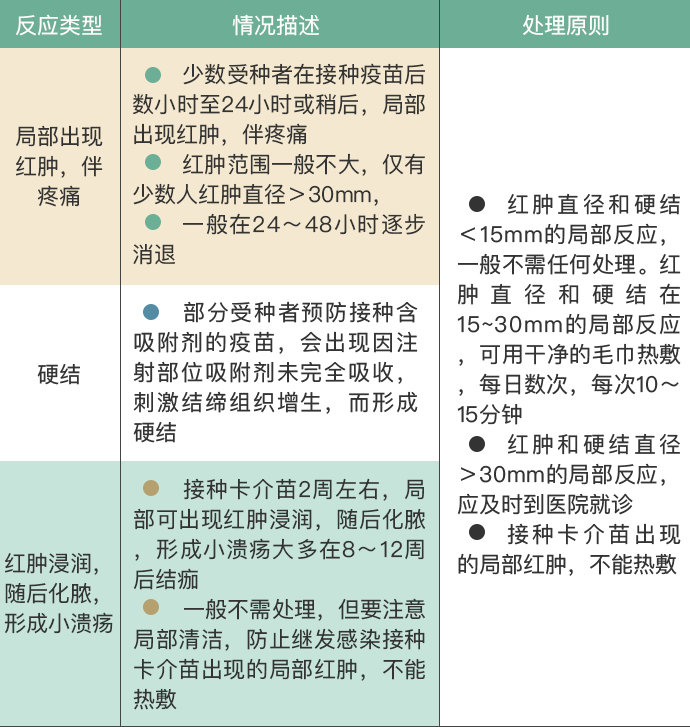 反应类型
情况描述
处理原则
局部出现
红肿，伴
疼痛
● 少数受种者在接种疫苗后
数小时至24小时或稍后，局部
出现红肿，伴疼痛
● 红肿范围一般不大，仅有
少数人红肿直径＞30mm，
● 一般在24～48小时逐步
消退
硬结
● 部分受种者预防接种含
吸附剂的疫苗，会出现因注
射部位吸附剂未完全吸收，
刺激结缔组织增生，而形成
硬结
红肿浸润，
随后化脓，
形成小溃疡
● 接种卡介苗2周左右，局
部可出现红肿浸润，随后化脓
，形成小溃疡大多在8～12周
后结痂
● 一般不需处理，但要注意
局部清洁，防止继发感染接种
卡介苗出现的局部红肿，不能
热敷
● 红肿直径和硬结
＜15mm的局部反应，
一般不需任何处理。红
肿直径和硬结在
15~30mm的局部反应
，可用干净的毛巾热敷
，每日数次，每次10～
15分钟
● 红肿和硬结直径
＞30mm的局部反应，
应及时到医院就诊
● 接种卡介苗出现
的局部红肿，不能热敷